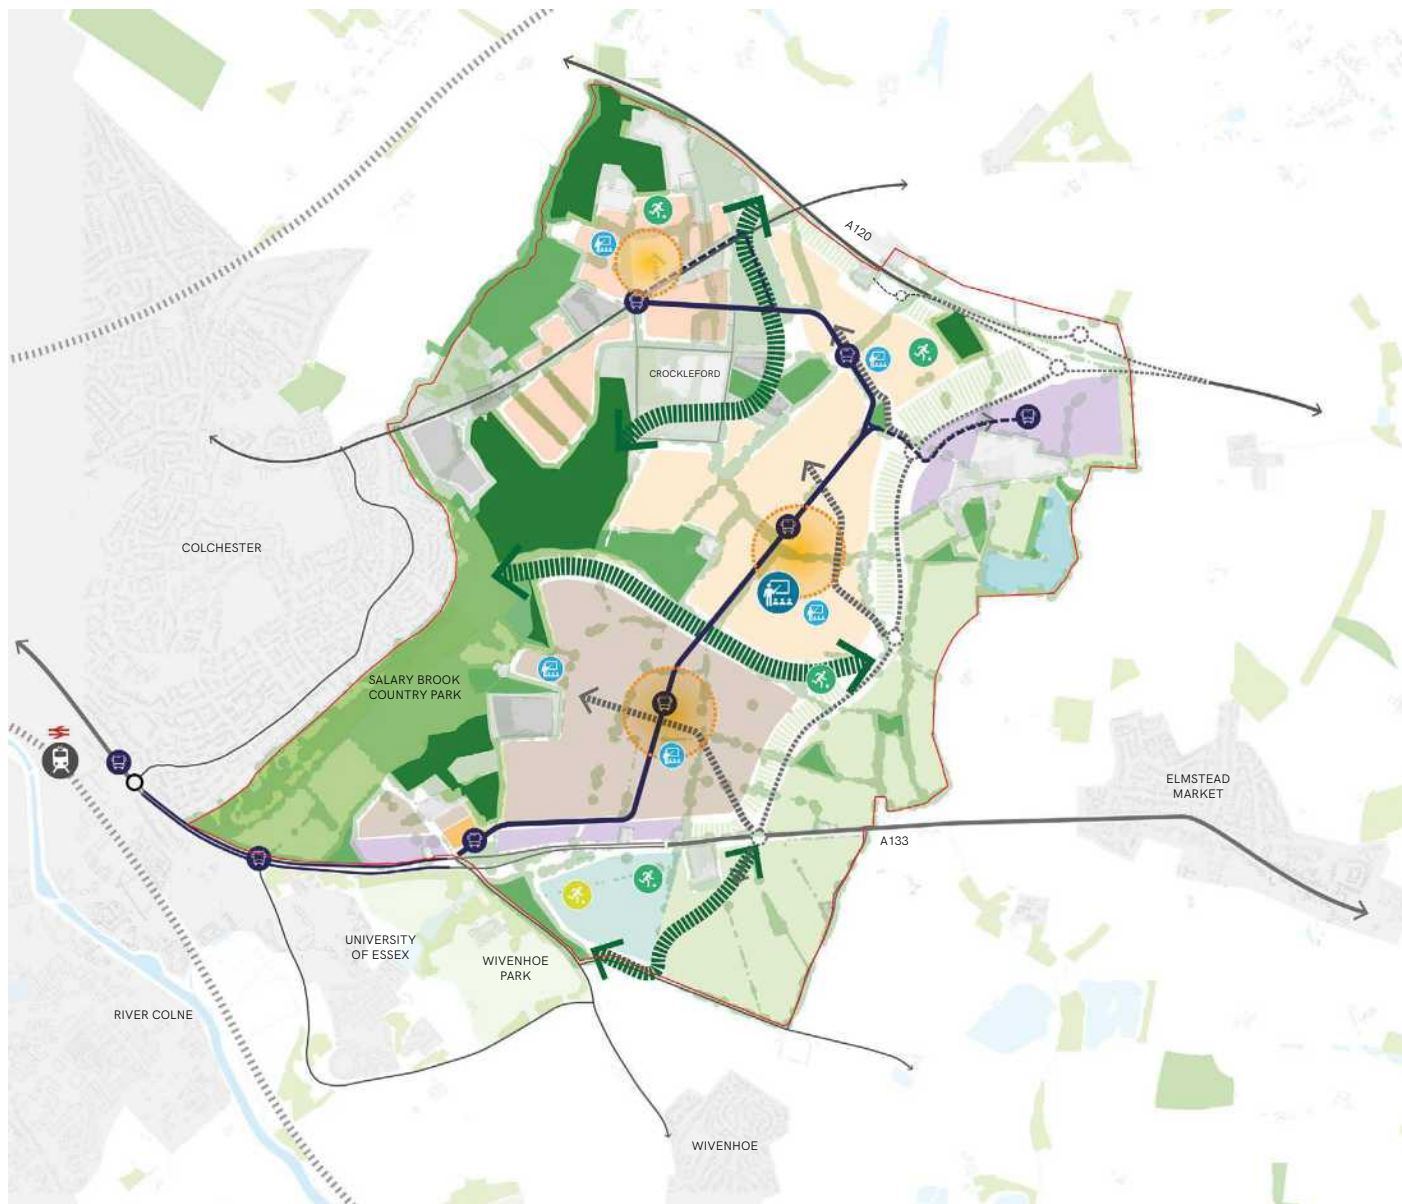 A120
CROCKLEFORD
COLCHESTER
SALARY BROOK
COUNTRY PARK
ELMSTEAD
MARKET
A133
UNIVERSITY
OF ESSEX
WIVENHOE
PARK
RIVER COLNE
WIVENHOE